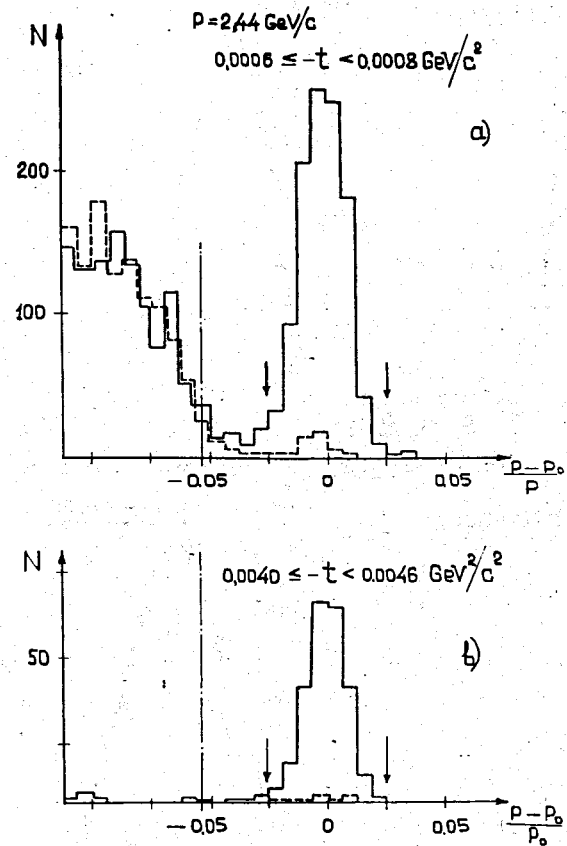 N
P = 2,44 GeV/c
0,0006 ≤ -t < 0,0008 GeV/c²
a)
200
100
-0.05 0 0.05 p-p₀/p
N
0,0040 ≤ -t < 0.0046 GeV²/c²
b)
50
-0.05 0 0.05 p-p₀/p₀